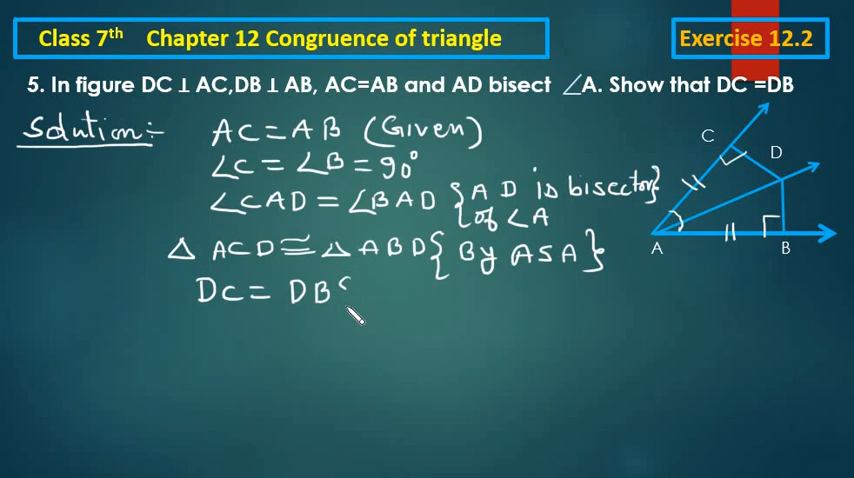 Class 7th Chapter 12 Congruence of triangle
Exercise 12.2
5. In figure DC ⊥ AC,DB ⊥ AB, AC=AB and AD bisect ∠A. Show that DC =DB
Solution:-
AC = AB (Given)
∠C = ∠B = 90°
∠CAD = ∠BAD { AD is bisector of ∠A }
△ ACD ≅ △ ABD { By ASA }
DC = DB
C
D
A
B